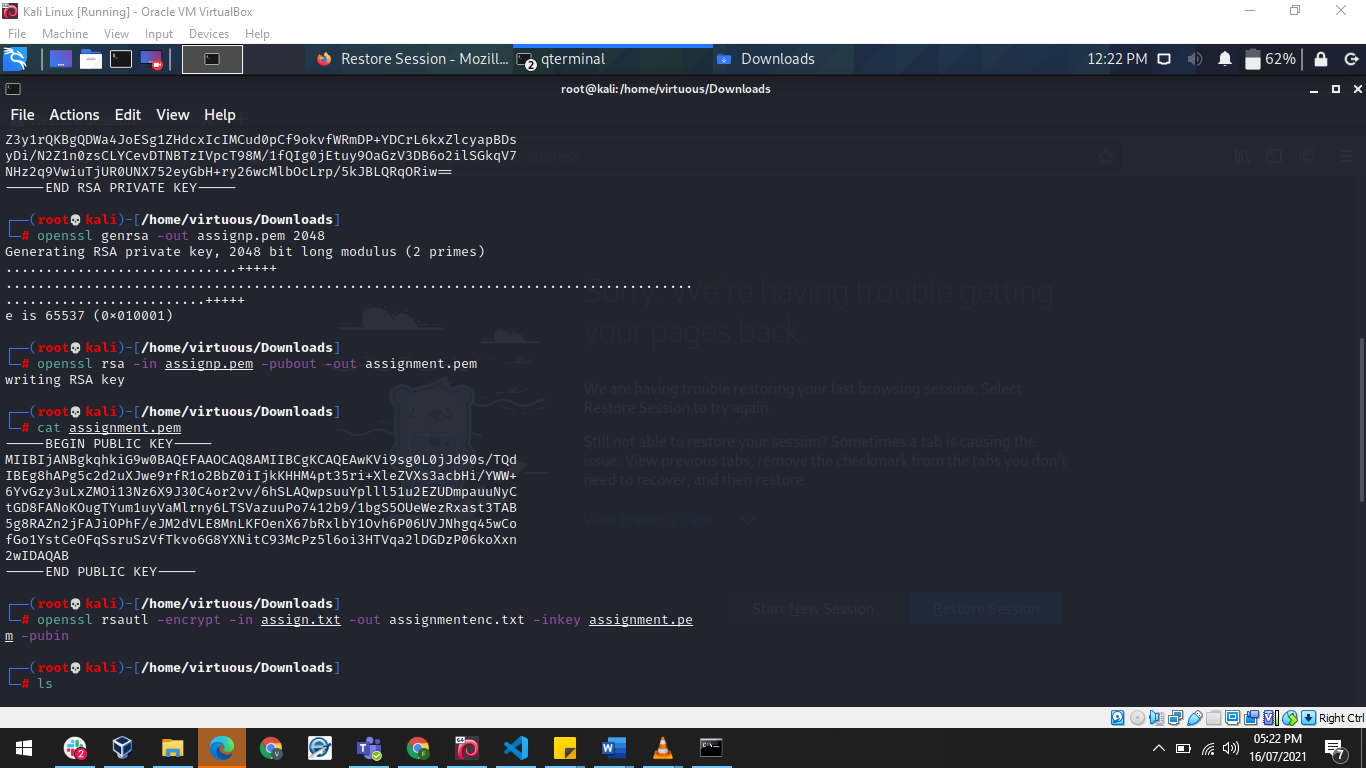 Kali Linux [Running] - Oracle VM VirtualBox
File Machine View Input Devices Help
Restore Session - Mozill... qterminal Downloads 12:22 PM 62%
2
root@kali:/home/virtuous/Downloads
File Actions Edit View Help
Z3y1rQKBgQDWa4JoESg1ZHdcxIcIMCud0pCf9okvfWRmDP+YDCrL6kxZlcyapBDs
yDi/N2Z1n0zsCLYCevDTNBTzIVpcT98M/1fQIg0jEtuy9OaGzV3DB6o2ilSGkqV7
NHz2q9VwiuTjUR0UNX752eyGbH+ry26wcMlbOcLrp/5kJBLQRqORiw==
-----END RSA PRIVATE KEY-----
(root💀kali)-[/home/virtuous/Downloads]
# openssl genrsa -out assignp.pem 2048
Generating RSA private key, 2048 bit long modulus (2 primes)
.............................+++++
......................................................................................
.........................+++++
e is 65537 (0×010001)
(root💀kali)-[/home/virtuous/Downloads]
# openssl rsa -in assignp.pem -pubout -out assignment.pem
writing RSA key
(root💀kali)-[/home/virtuous/Downloads]
# cat assignment.pem
-----BEGIN PUBLIC KEY-----
MIIBIjANBgkqhkiG9w0BAQEFAAOCAQ8AMIIBCgKCAQEAwKVi9sg0L0jJd90s/TQd
IBEg8hAPg5c2d2uXJwe9rfR1o2BbZ0iIjkKHHM4pt35ri+XleZVXs3acbHi/YWW+
6YvGzy3uLxZMOi13Nz6X9J30C4or2vv/6hSLAQwpsuuYplll51u2EZUDmpauuNyC
tGD8FANoKOugTYum1uyVaMlrny6LTSVazuuPo7412b9/1bgS5OUeWezRxast3TAB
5g8RAZn2jFAJiOPhF/eJM2dVLE8MnLKFOenX67bRxlbY1Ovh6P06UVJNhgq45wCo
fGo1YstCeOFqSsruSzVfTkvo6G8YXNitC93McPz5l6oi3HTVqa2lDGDzP06koXxn
2wIDAQAB
-----END PUBLIC KEY-----
(root💀kali)-[/home/virtuous/Downloads]
# openssl rsautl -encrypt -in assign.txt -out assignmentenc.txt -inkey assignment.pe
m -pubin
(root💀kali)-[/home/virtuous/Downloads]
# ls
Sorry. We're having trouble getting
your pages back.
We are having trouble restoring your last browsing session. Select
Restore Session to try again.
Still not able to restore your session? Sometimes a tab is causing the
issue. View previous tabs, remove the checkmark from the tabs you don't
need to recover, and then restore.
View Previous Tabs
Start New Session Restore Session
Right Ctrl
05:22 PM
16/07/2021
2
7